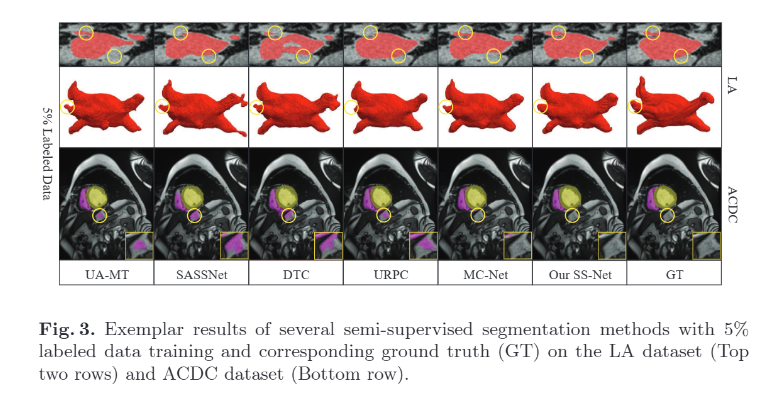 5% Labeled Data
LA
ACDC
UA-MT SASSNet DTC URPC MC-Net Our SS-Net GT
Fig. 3. Exemplar results of several semi-supervised segmentation methods with 5%
labeled data training and corresponding ground truth (GT) on the LA dataset (Top
two rows) and ACDC dataset (Bottom row).